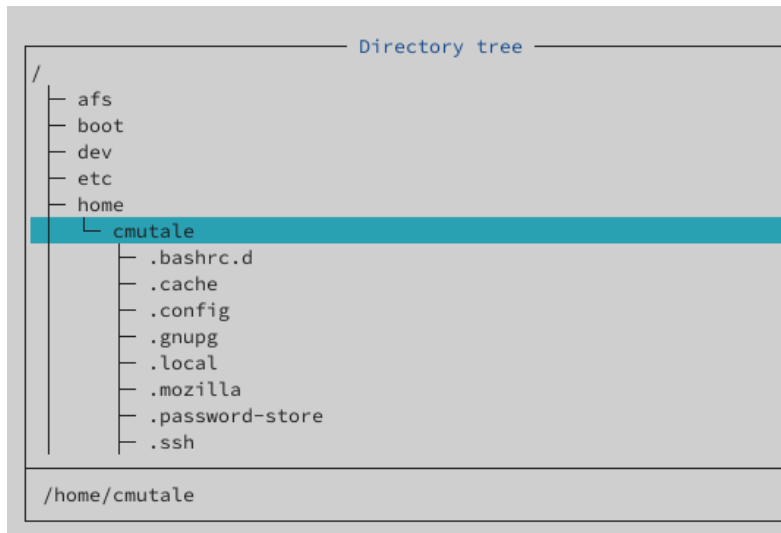 Directory tree
/
afs
boot
dev
etc
home
cmutale
.bashrc.d
.cache
.config
.gnupg
.local
.mozilla
.password-store
.ssh
/home/cmutale